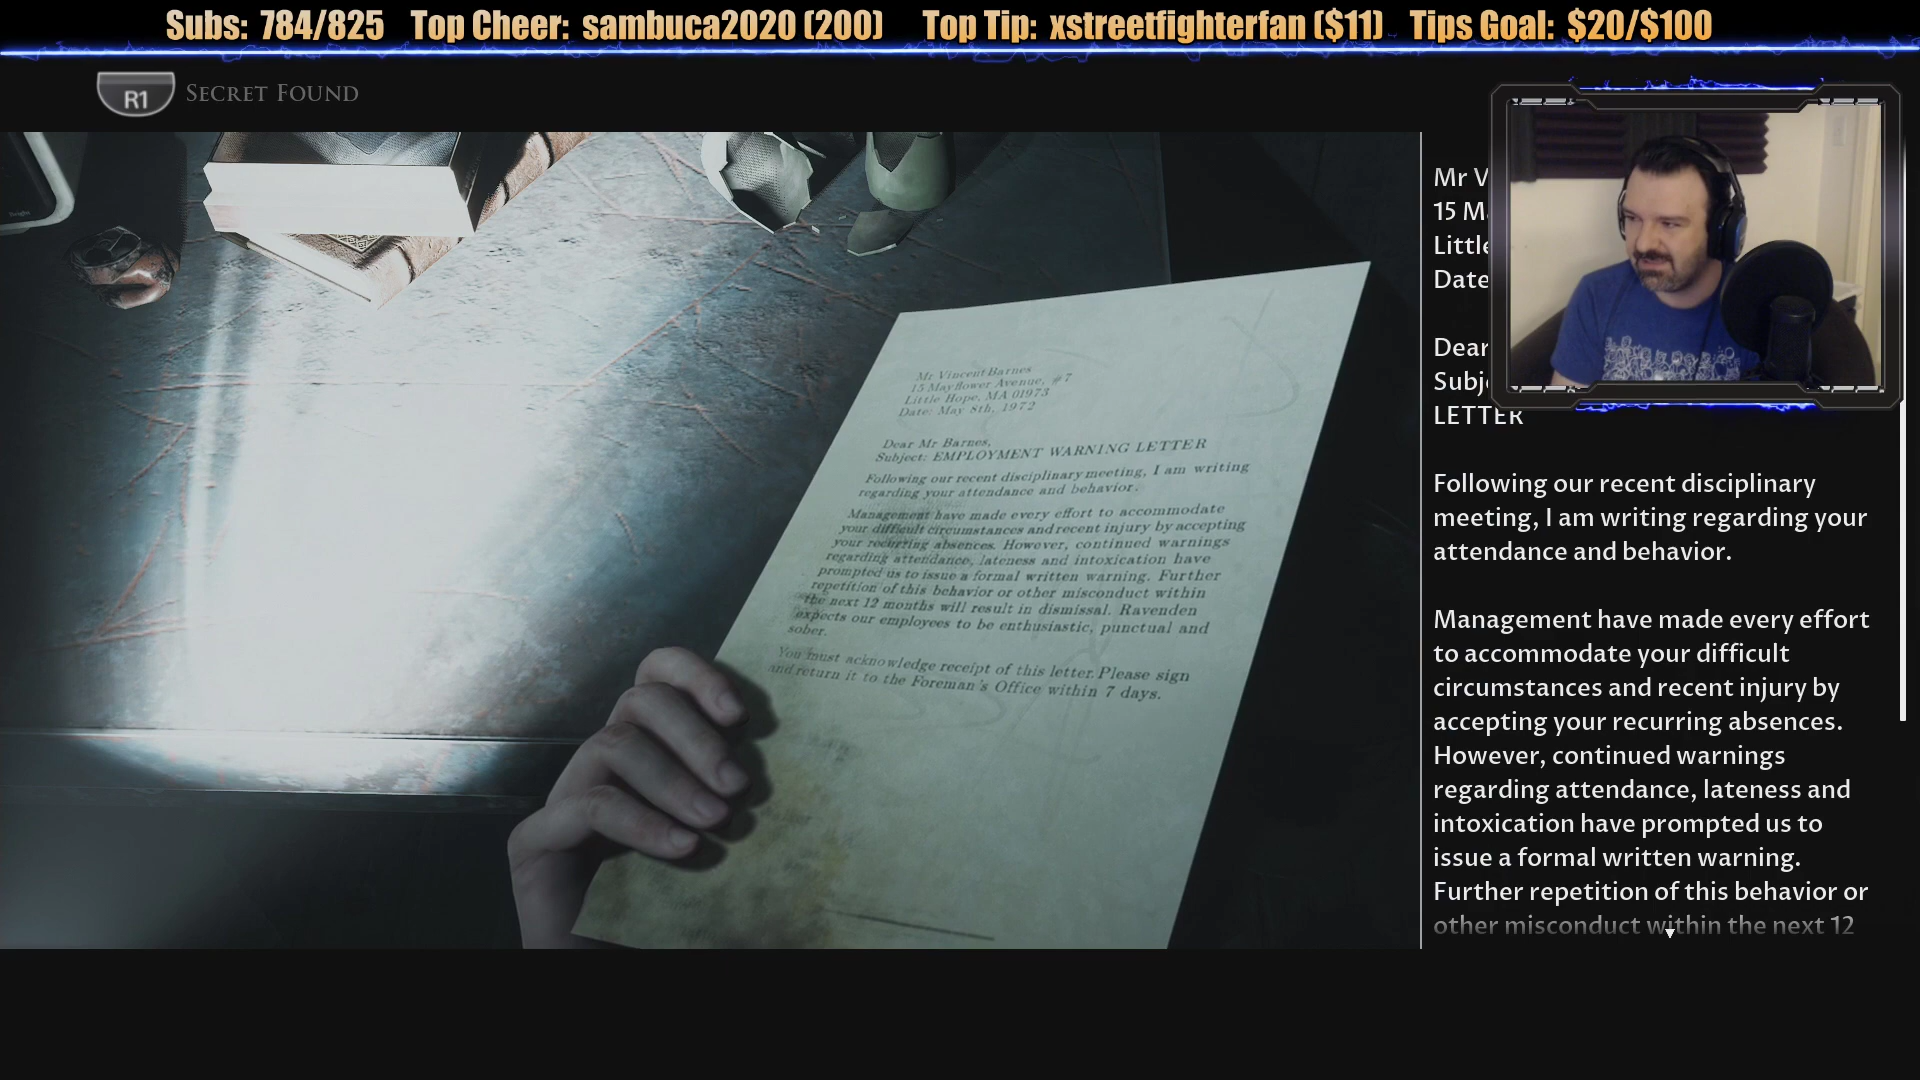 Subs: 784/825 Top Cheer: sambuca2020 (200) Top Tip: xstreetfighterfan ($11) Tips Goal: $20/$100
R1 SECRET FOUND
Mr Vincent Barnes
15 Mayflower Avenue, #7
Little Hope, MA 01973
Date: May 8th, 1972
Dear Mr Barnes,
Subject: EMPLOYMENT WARNING LETTER
Following our recent disciplinary meeting, I am writing
regarding your attendance and behavior.
Management have made every effort to accommodate
your difficult circumstances and recent injury by accepting
your recurring absences. However, continued warnings
regarding attendance, lateness and intoxication have
prompted us to issue a formal written warning. Further
repetition of this behavior or other misconduct within
the next 12 months will result in dismissal. Ravenden
expects our employees to be enthusiastic, punctual and
sober.
You must acknowledge receipt of this letter. Please sign
and return it to the Foreman's Office within 7 days.
Mr V
15 M
Little
Date
Dear
Subj
LETTER
Following our recent disciplinary
meeting, I am writing regarding your
attendance and behavior.
Management have made every effort
to accommodate your difficult
circumstances and recent injury by
accepting your recurring absences.
However, continued warnings
regarding attendance, lateness and
intoxication have prompted us to
issue a formal written warning.
Further repetition of this behavior or
other misconduct within the next 12